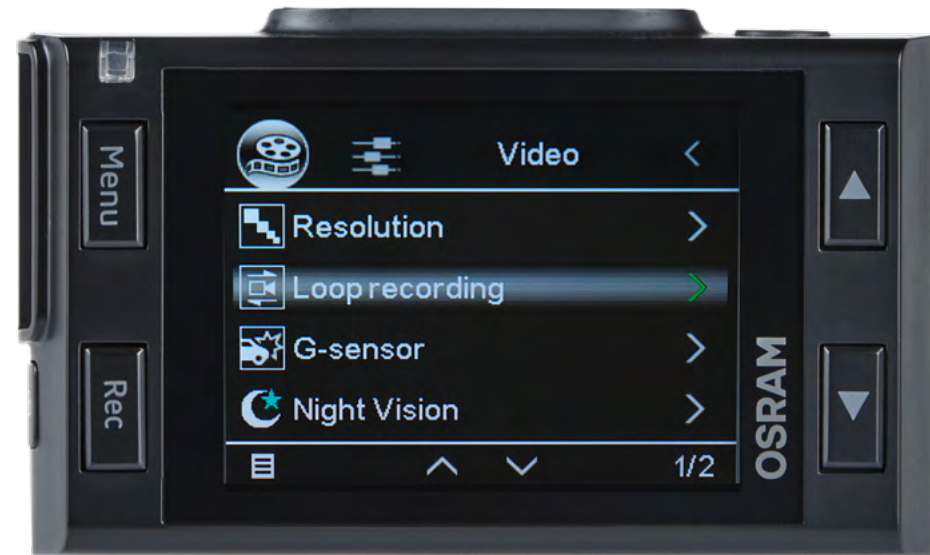 Menu
Rec
Video
Resolution
Loop recording
G-sensor
Night Vision
1/2
OSRAM